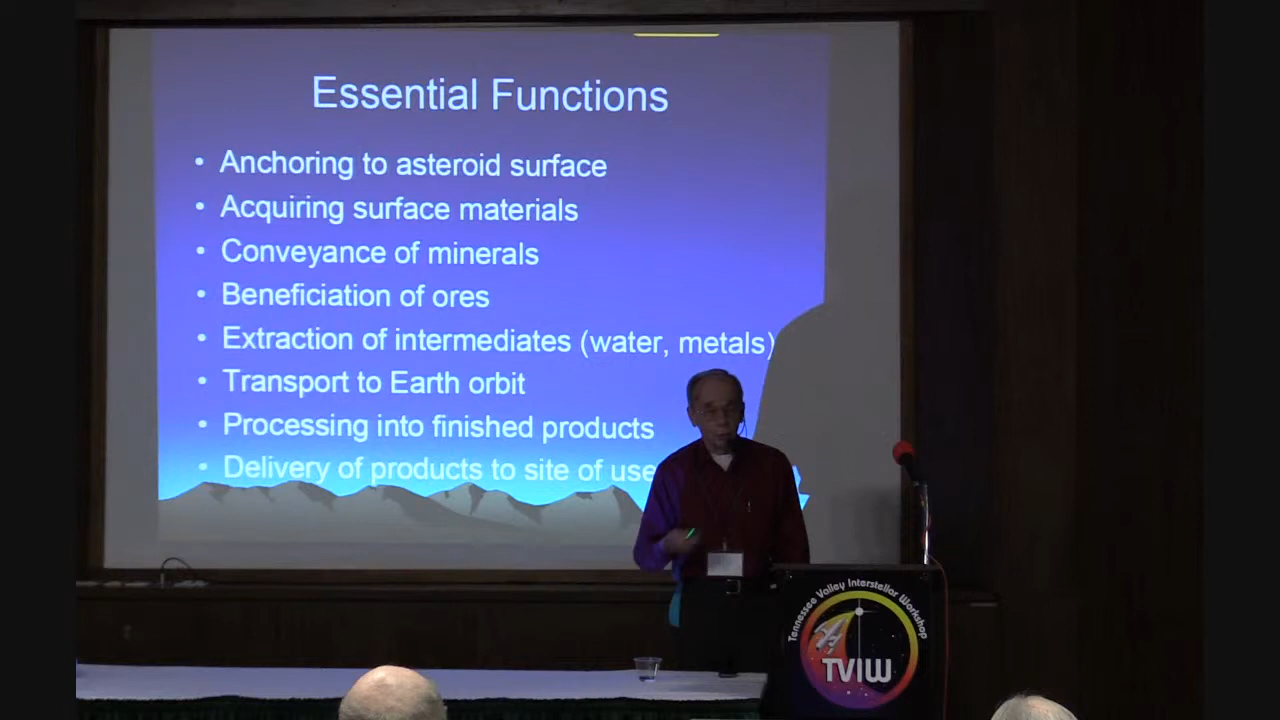 Essential Functions
• Anchoring to asteroid surface
• Acquiring surface materials
• Conveyance of minerals
• Beneficiation of ores
• Extraction of intermediates (water, metals)
• Transport to Earth orbit
• Processing into finished products
• Delivery of products to site of use
Tennessee Valley Interstellar Workshop
TVIW